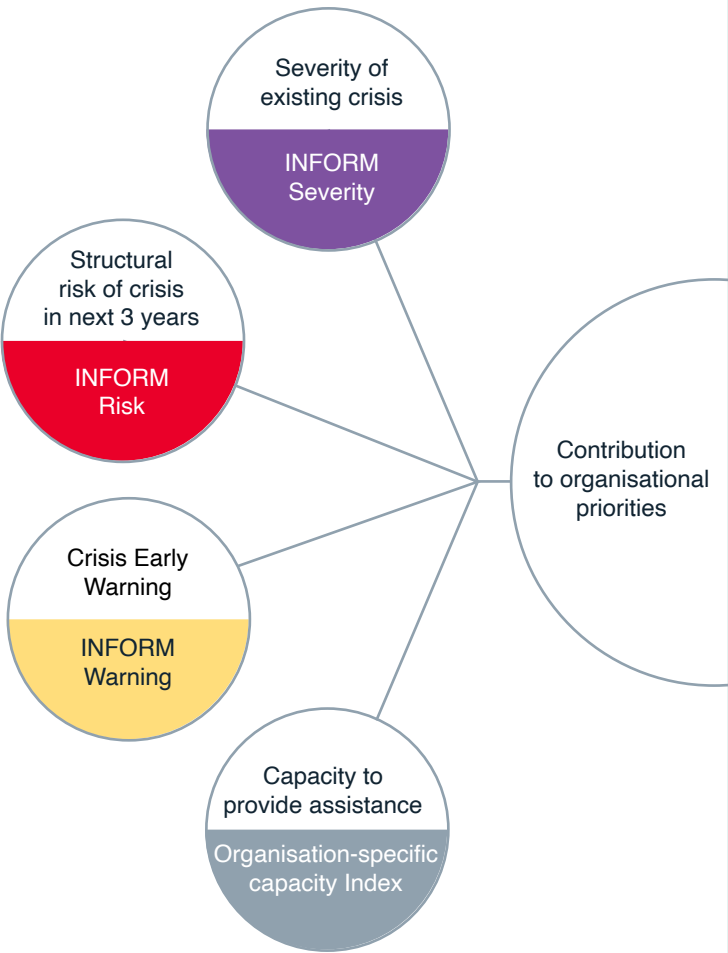 Severity of
existing crisis
INFORM
Severity
Structural
risk of crisis
in next 3 years
INFORM
Risk
Contribution
to organisational
priorities
Crisis Early
Warning
INFORM
Warning
Capacity to
provide assistance
Organisation-specific
capacity Index